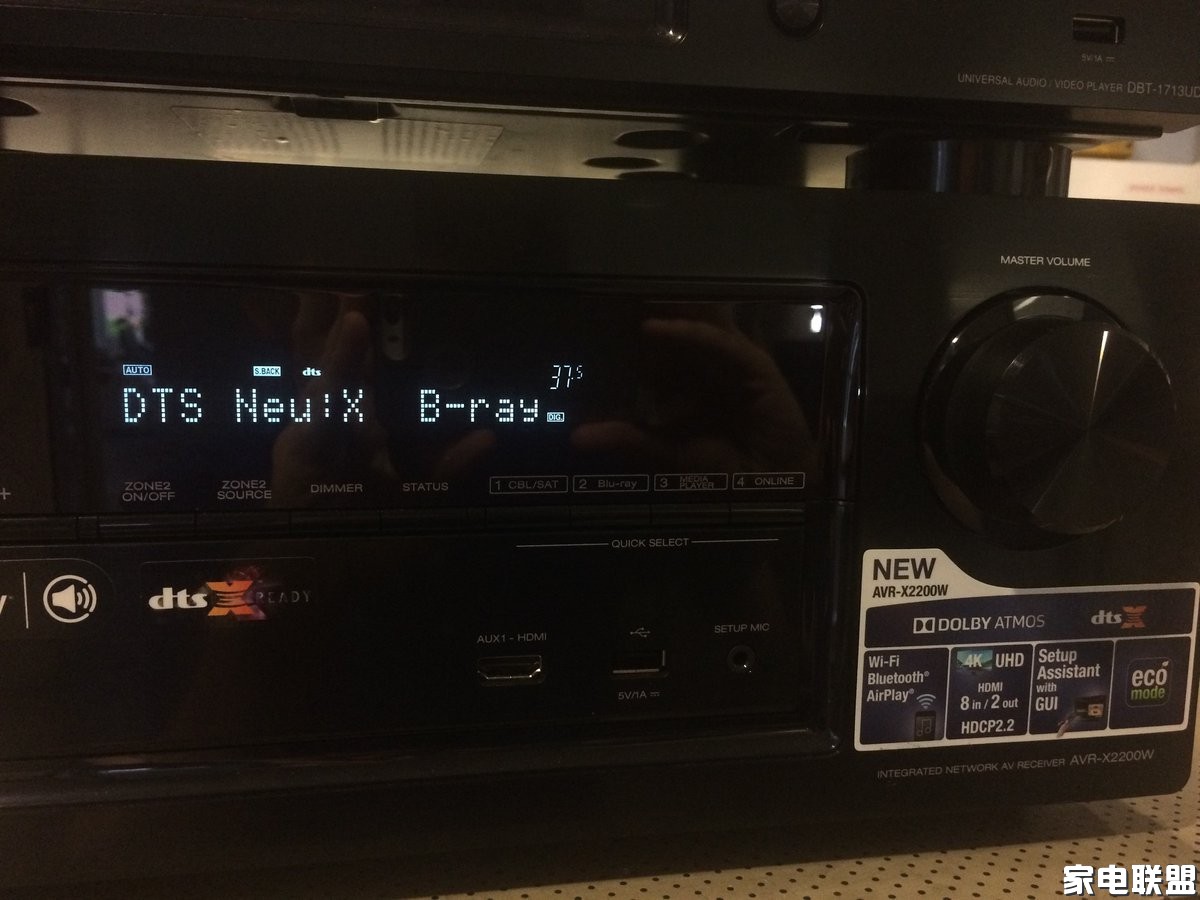 5V/1A
UNIVERSAL AUDIO / VIDEO PLAYER DBT-1713UD
MASTER VOLUME
AUTO S.BACK dts 37.5
DTS Neu:X B-ray DIG.
+ ZONE2 ON/OFF ZONE2 SOURCE DIMMER STATUS 1 CBL/SAT 2 Blu-ray 3 MEDIA PLAYER 4 ONLINE
QUICK SELECT
dts X READY
AUX1 - HDMI
5V/1A
SETUP MIC
NEW
AVR-X2200W
DOLBY ATMOS dts X
Wi-Fi
Bluetooth®
AirPlay®
4K UHD
HDMI
8 in / 2 out
HDCP2.2
Setup
Assistant
with
GUI
eco
mode
INTEGRATED NETWORK AV RECEIVER AVR-X2200W
家电联盟